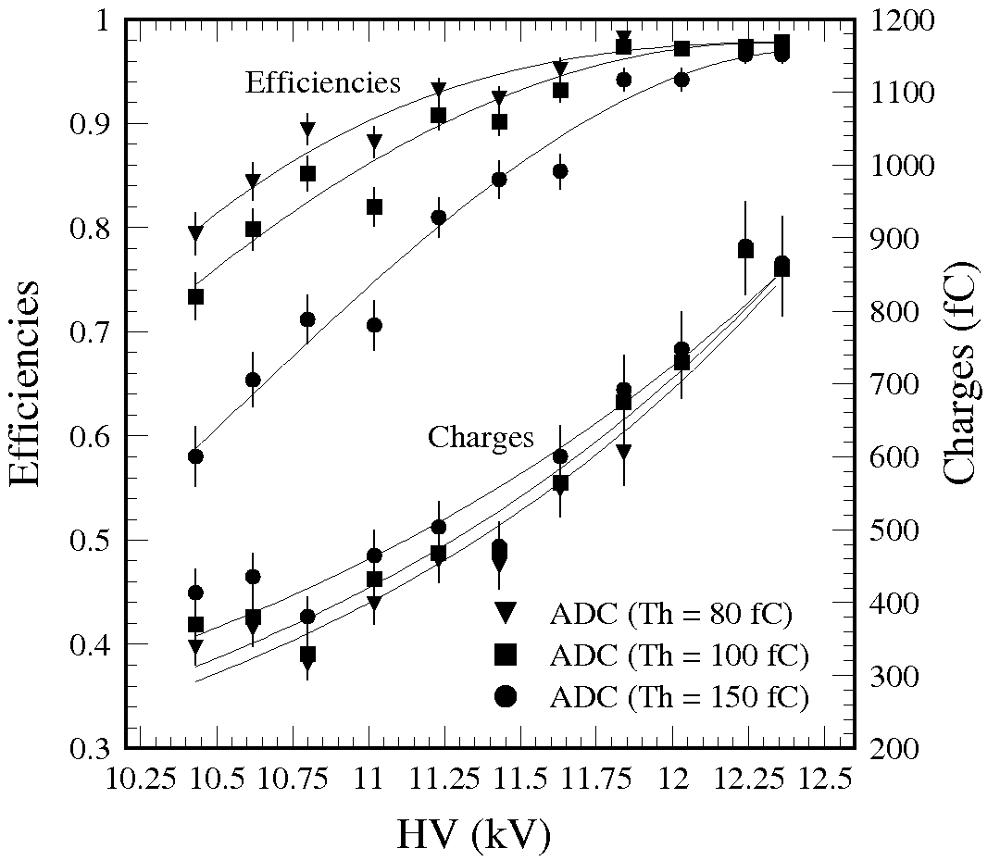 1
0.9
0.8
0.7
0.6
0.5
0.4
0.3
Efficiencies
1200
1100
1000
900
800
700
600
500
400
300
200
Charges (fC)
Efficiencies
Charges
ADC (Th = 80 fC)
ADC (Th = 100 fC)
ADC (Th = 150 fC)
10.25 10.5 10.75 11 11.25 11.5 11.75 12 12.25 12.5
HV (kV)